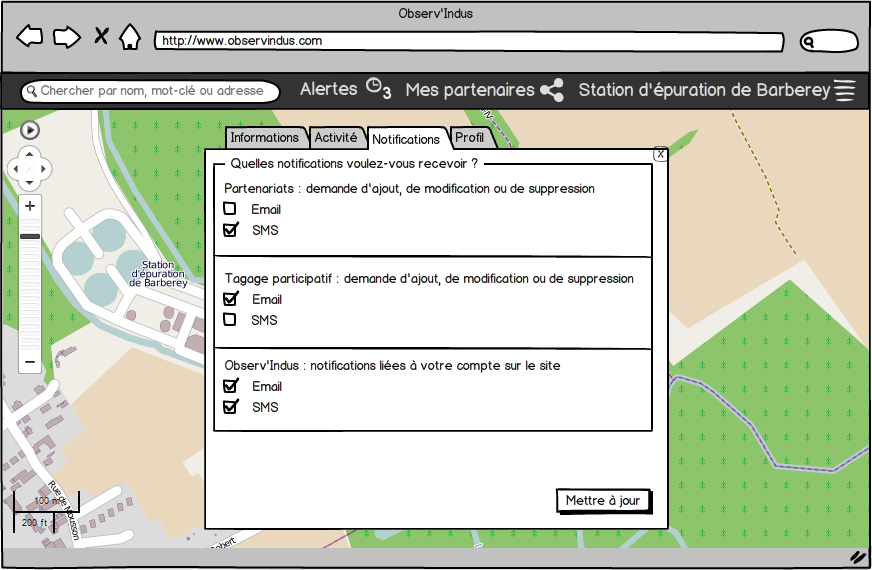 Observ'Indus
http://www.observindus.com
Chercher par nom, mot-clé ou adresse
Alertes 3
Mes partenaires
Station d'épuration de Barberey
Informations
Activité
Notifications
Profil
X
Quelles notifications voulez-vous recevoir ?
Partenariats : demande d'ajout, de modification ou de suppression
Email
SMS
Tagage participatif : demande d'ajout, de modification ou de suppression
Email
SMS
Observ'Indus : notifications liées à votre compte sur le site
Email
SMS
Mettre à jour
Station
d'épuration
de Barberey
Rue de Mousson
100 m
200 ft